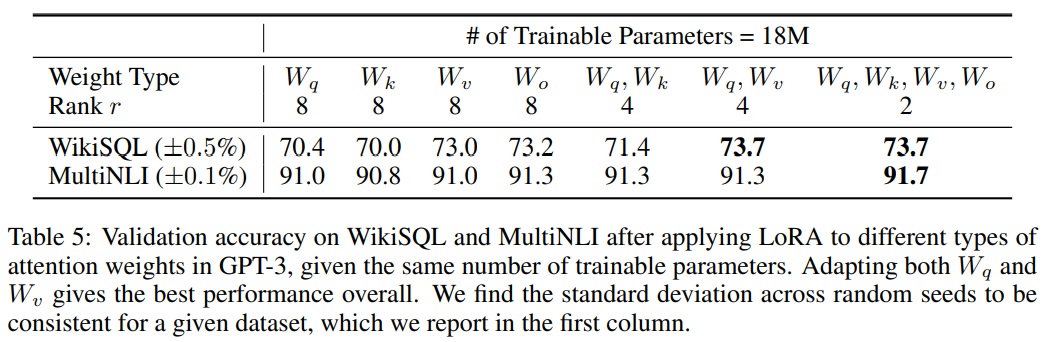 # of Trainable Parameters = 18M
Weight Type W_q W_k W_v W_o W_q, W_k W_q, W_v W_q, W_k, W_v, W_o
Rank r 8 8 8 8 4 4 2
WikiSQL (±0.5%) 70.4 70.0 73.0 73.2 71.4 73.7 73.7
MultiNLI (±0.1%) 91.0 90.8 91.0 91.3 91.3 91.3 91.7
Table 5: Validation accuracy on WikiSQL and MultiNLI after applying LoRA to different types of
attention weights in GPT-3, given the same number of trainable parameters. Adapting both W_q and
W_v gives the best performance overall. We find the standard deviation across random seeds to be
consistent for a given dataset, which we report in the first column.